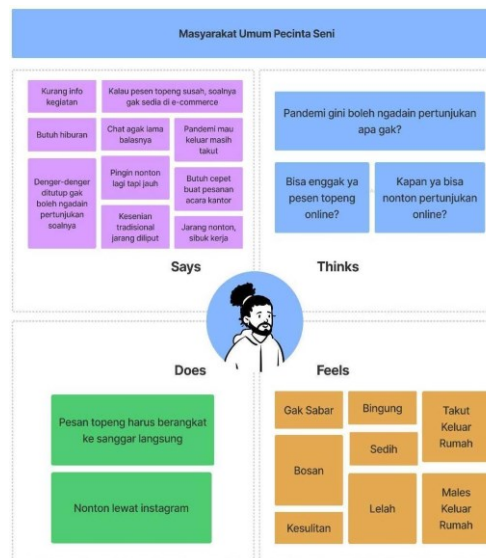 Masyarakat Umum Pecinta Seni
Kurang info
kegiatan
Kalau pesen topeng susah, soalnya
gak sedia di e-commerce
Butuh hiburan
Chat agak lama
balasnya
Pandemi mau
keluar masih
takut
Denger-denger
ditutup gak
boleh ngadain
pertunjukan
soalnya
Pingin nonton
lagi tapi jauh
Butuh cepet
buat pesanan
acara kantor
Kesenian
tradisional
jarang diliput
Jarang nonton,
sibuk kerja
Says
Pandemi gini boleh ngadain pertunjukan
apa gak?
Bisa enggak ya
pesen topeng
online?
Kapan ya bisa
nonton pertunjukan
online?
Thinks
Does
Pesan topeng harus berangkat
ke sanggar langsung
Nonton lewat instagram
Feels
Gak Sabar
Bingung
Takut
Keluar
Rumah
Bosan
Sedih
Lelah
Males
Keluar
Rumah
Kesulitan